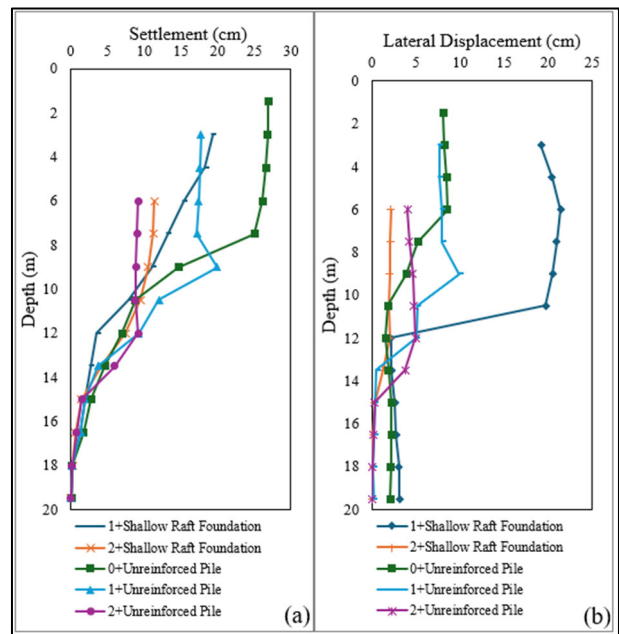 Settlement (cm)
0 5 10 15 20 25 30
0
2
4
6
8
10
12
14
16
18
20
Depth (m)
1+Shallow Raft Foundation
2+Shallow Raft Foundation
0+Unreinforced Pile
1+Unreinforced Pile
2+Unreinforced Pile
(a)
Lateral Displacement (cm)
0 5 10 15 20 25
0
2
4
6
8
10
12
14
16
18
20
Depth (m)
1+Shallow Raft Foundation
2+Shallow Raft Foundation
0+Unreinforced Pile
1+Unreinforced Pile
2+Unreinforced Pile
(b)